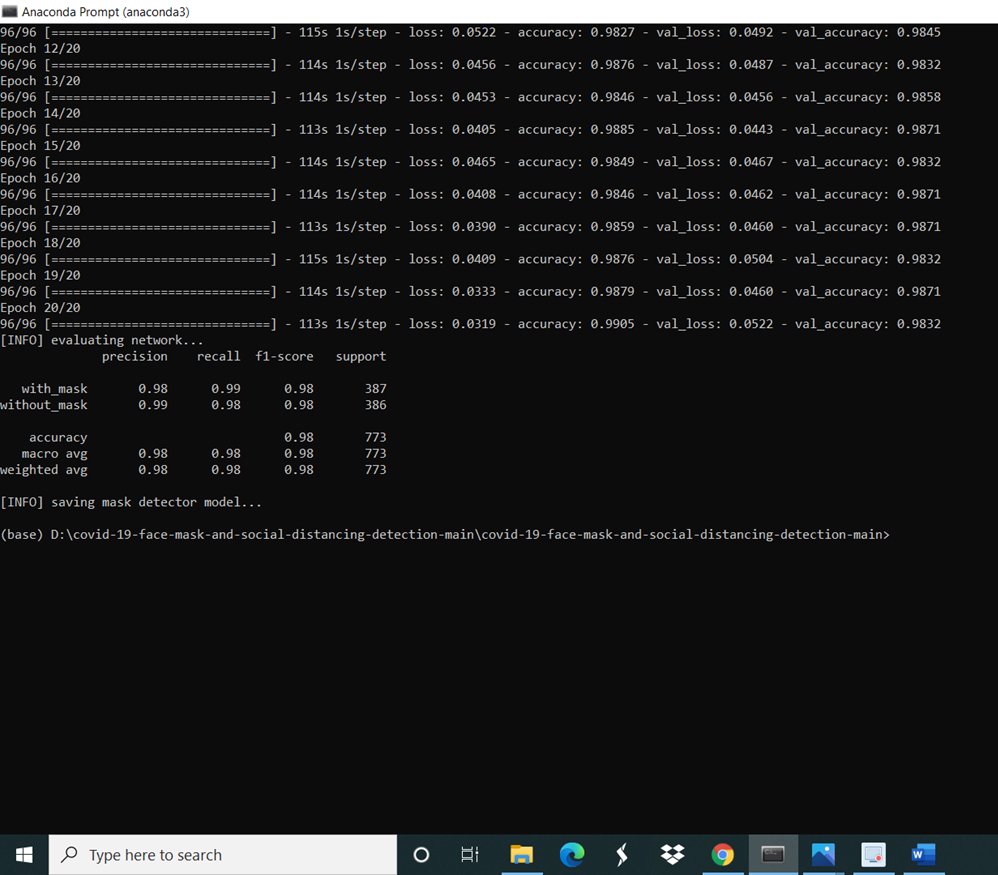 Anaconda Prompt (anaconda3)
96/96 [==============================] - 115s 1s/step - loss: 0.0522 - accuracy: 0.9827 - val_loss: 0.0492 - val_accuracy: 0.9845
Epoch 12/20
96/96 [==============================] - 114s 1s/step - loss: 0.0456 - accuracy: 0.9876 - val_loss: 0.0487 - val_accuracy: 0.9832
Epoch 13/20
96/96 [==============================] - 114s 1s/step - loss: 0.0453 - accuracy: 0.9846 - val_loss: 0.0456 - val_accuracy: 0.9858
Epoch 14/20
96/96 [==============================] - 113s 1s/step - loss: 0.0405 - accuracy: 0.9885 - val_loss: 0.0443 - val_accuracy: 0.9871
Epoch 15/20
96/96 [==============================] - 114s 1s/step - loss: 0.0465 - accuracy: 0.9849 - val_loss: 0.0467 - val_accuracy: 0.9832
Epoch 16/20
96/96 [==============================] - 114s 1s/step - loss: 0.0408 - accuracy: 0.9846 - val_loss: 0.0462 - val_accuracy: 0.9871
Epoch 17/20
96/96 [==============================] - 113s 1s/step - loss: 0.0390 - accuracy: 0.9859 - val_loss: 0.0460 - val_accuracy: 0.9871
Epoch 18/20
96/96 [==============================] - 115s 1s/step - loss: 0.0409 - accuracy: 0.9876 - val_loss: 0.0504 - val_accuracy: 0.9832
Epoch 19/20
96/96 [==============================] - 114s 1s/step - loss: 0.0333 - accuracy: 0.9879 - val_loss: 0.0460 - val_accuracy: 0.9871
Epoch 20/20
96/96 [==============================] - 113s 1s/step - loss: 0.0319 - accuracy: 0.9905 - val_loss: 0.0522 - val_accuracy: 0.9832
[INFO] evaluating network...
precision recall f1-score support
with_mask 0.98 0.99 0.98 387
without_mask 0.99 0.98 0.98 386
accuracy 0.98 773
macro avg 0.98 0.98 0.98 773
weighted avg 0.98 0.98 0.98 773
[INFO] saving mask detector model...
(base) D:\covid-19-face-mask-and-social-distancing-detection-main\covid-19-face-mask-and-social-distancing-detection-main>
Type here to search